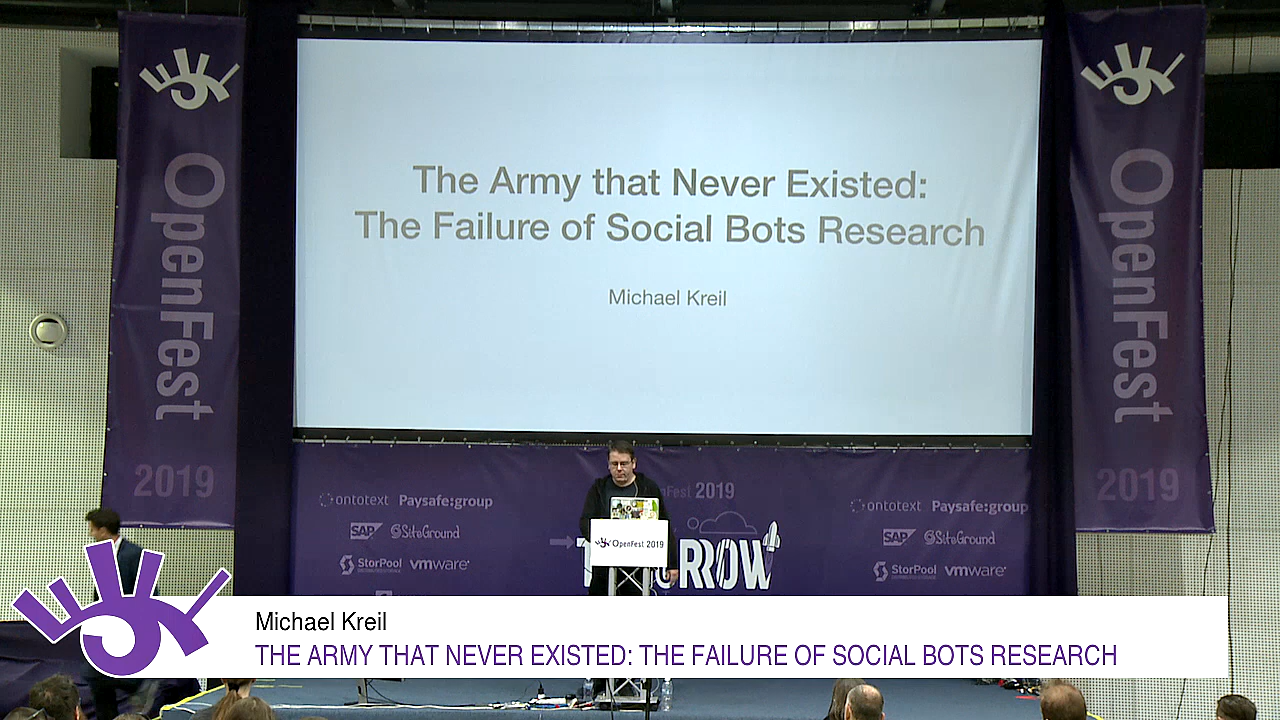 OpenFest
2019
The Army that Never Existed:
The Failure of Social Bots Research
Michael Kreil
OpenFest
2019
ontotext Paysafe:group
SAP SiteGround
StorPool vmware
Fest 2019
RROW
OpenFest 2019
ontotext Paysafe:group
SAP SiteGround
StorPool vmware
Michael Kreil
THE ARMY THAT NEVER EXISTED: THE FAILURE OF SOCIAL BOTS RESEARCH